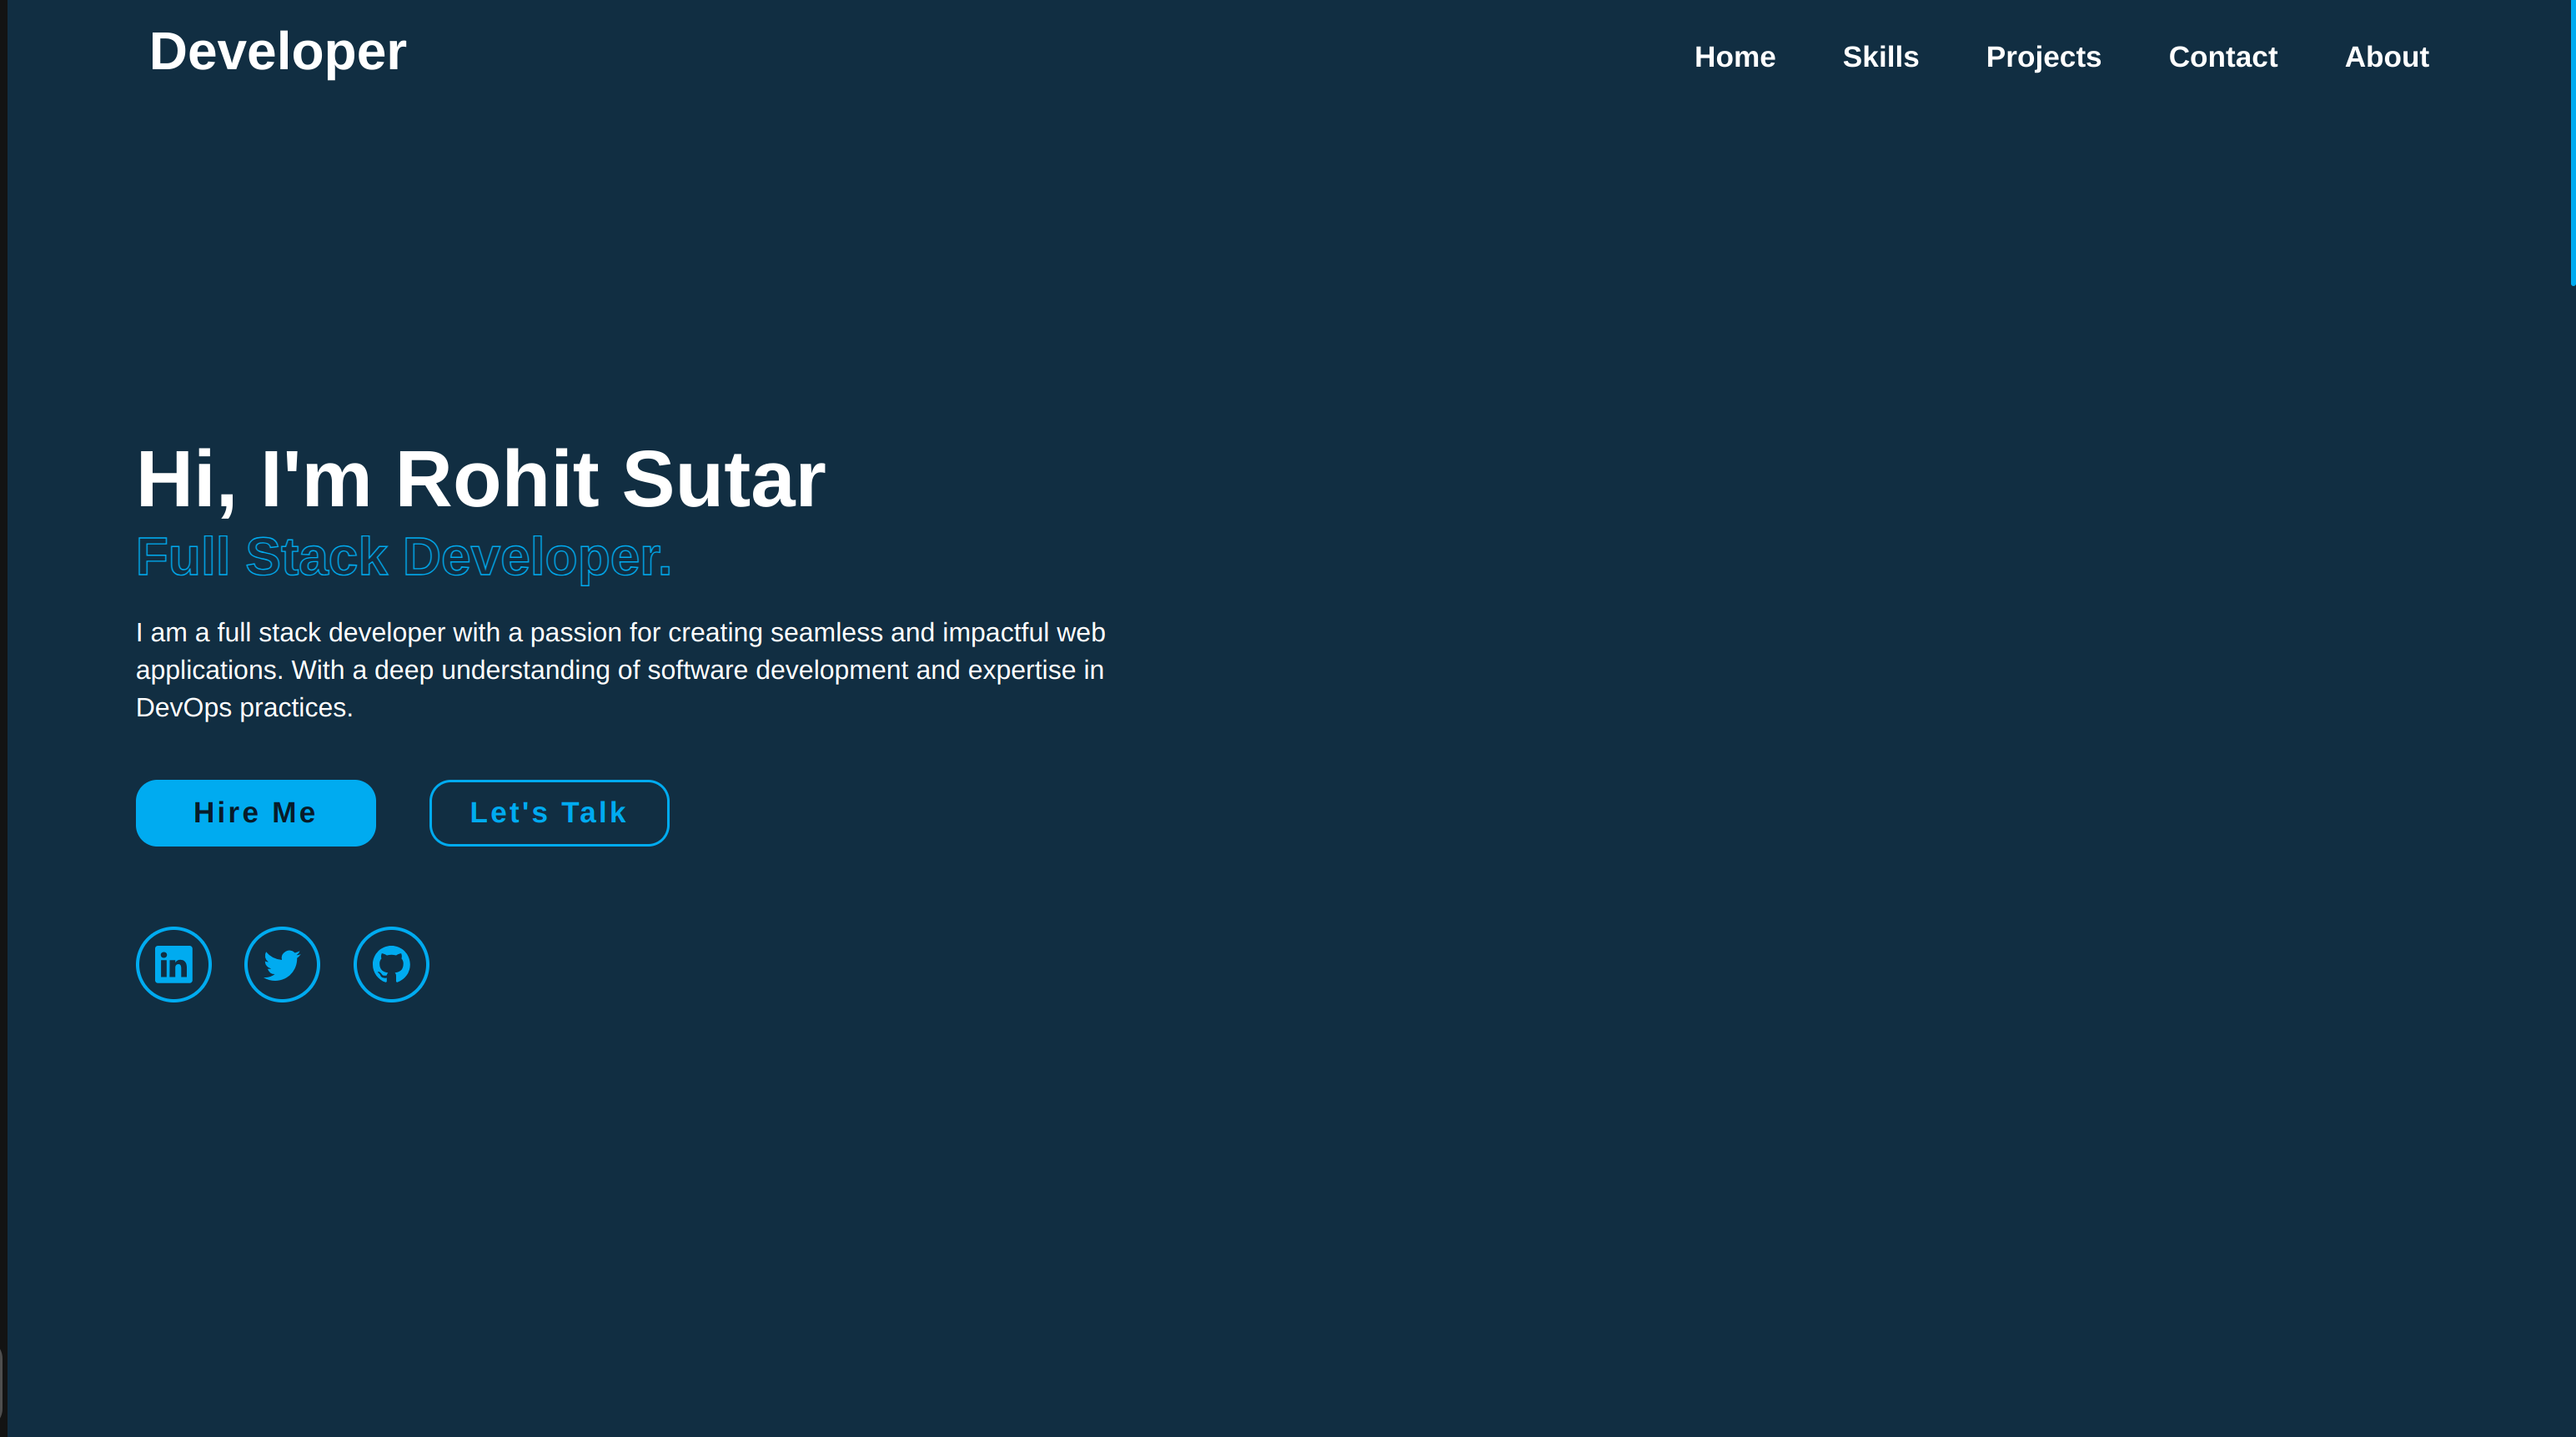 Developer
Home Skills Projects Contact About
Hi, I'm Rohit Sutar
Full Stack Developer.
I am a full stack developer with a passion for creating seamless and impactful web
applications. With a deep understanding of software development and expertise in
DevOps practices.
Hire Me Let's Talk
in